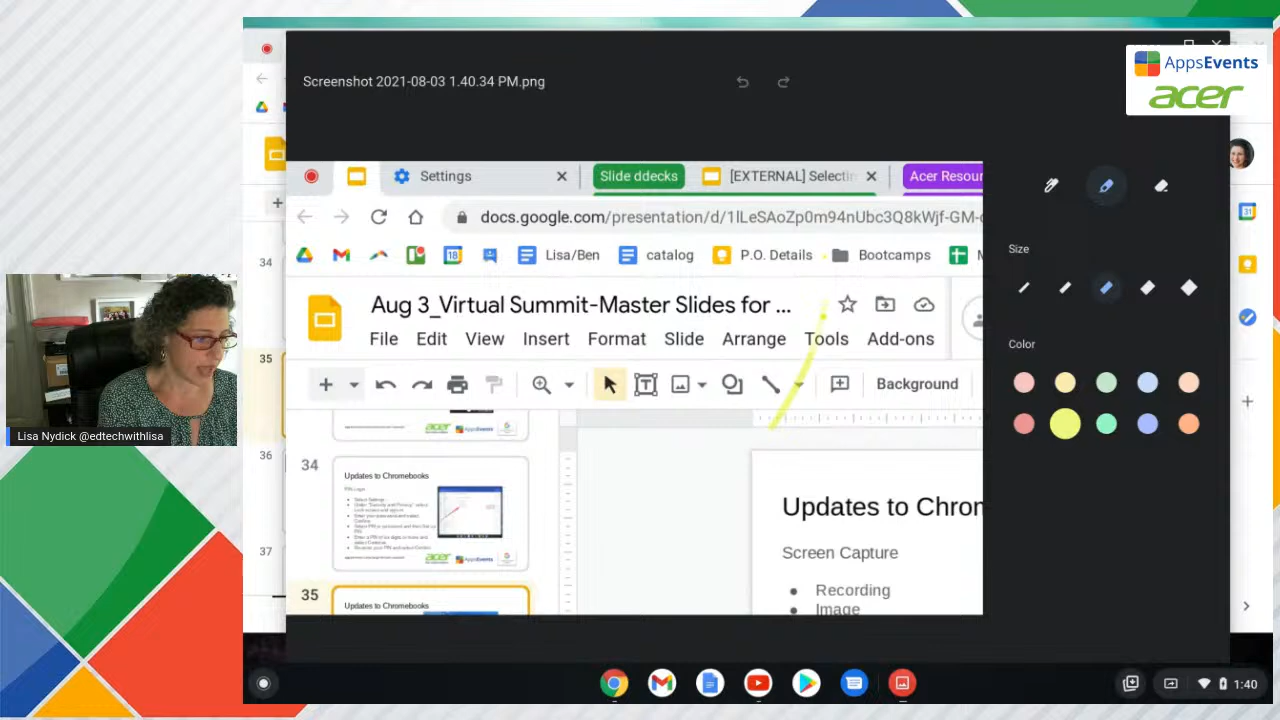 Screenshot 2021-08-03 1.40.34 PM.png
AppsEvents
acer
Settings
Slide ddecks
[EXTERNAL] Selectin
Acer Resour
docs.google.com/presentation/d/1lLeSAoZp0m94nUbc3Q8kWjf-GM-
18
Lisa/Ben
catalog
P.O. Details
Bootcamps
31
Size
Aug 3_Virtual Summit-Master Slides for ...
File Edit View Insert Format Slide Arrange Tools Add-ons
Color
Background
34
35
36
37
34
Updates to Chromebooks
35
Updates to Chromebooks
Updates to Chrom
Screen Capture
● Recording
● Image
Lisa Nydick @edtechwithlisa
1:40